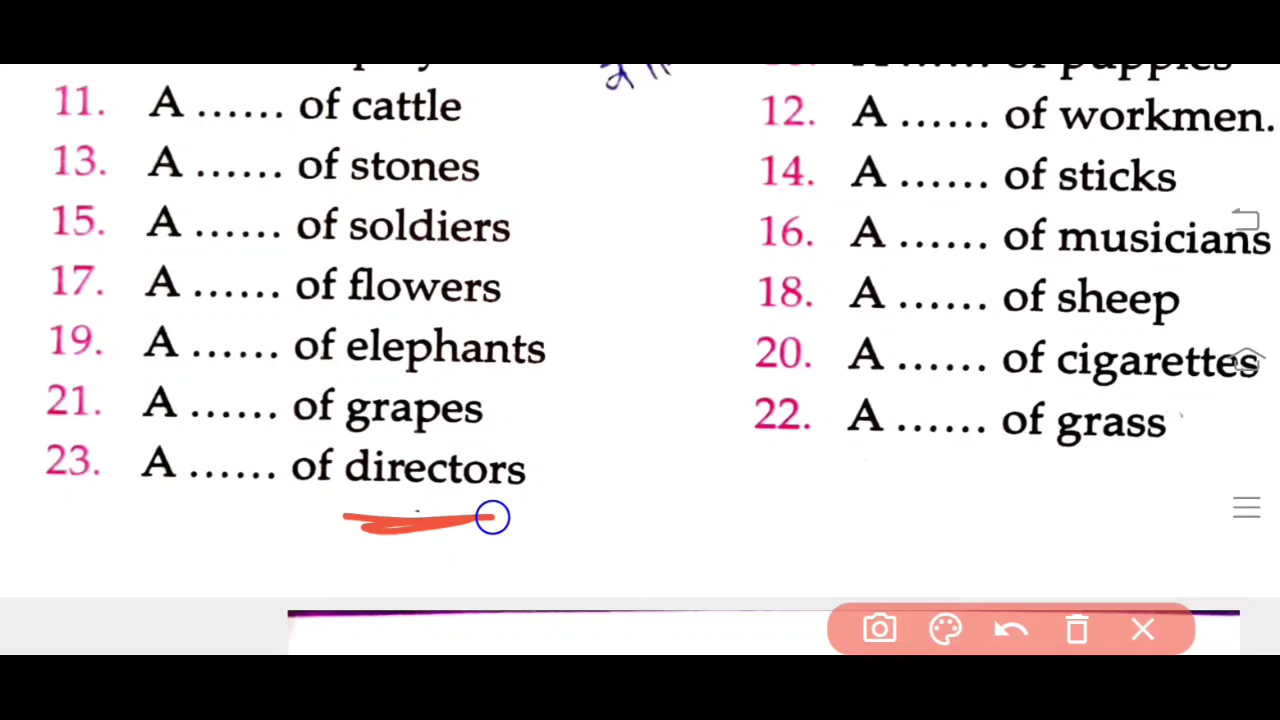 of puppies
11. A ...... of cattle
12. A ...... of workmen.
13. A ...... of stones
14. A ...... of sticks
15. A ...... of soldiers
16. A ...... of musicians
17. A ...... of flowers
18. A ...... of sheep
19. A ...... of elephants
20. A ...... of cigarettes
21. A ...... of grapes
22. A ...... of grass
23. A ...... of directors